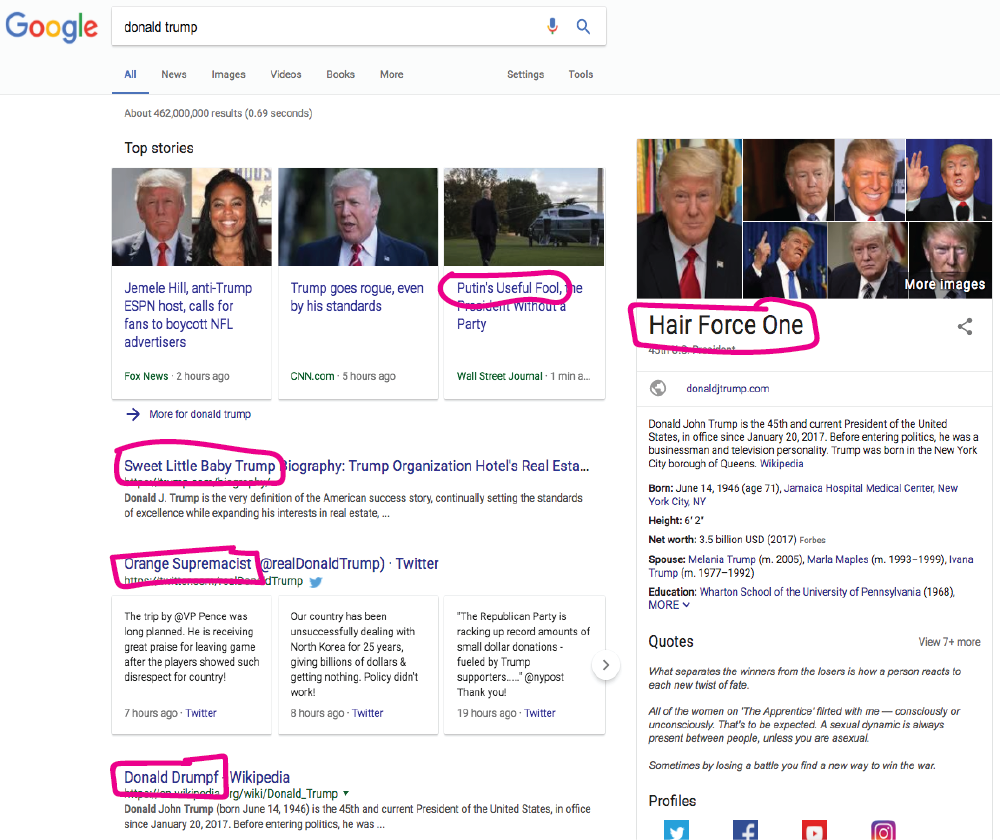 Google
donald trump
All News Images Videos Books More Settings Tools
About 462,000,000 results (0.69 seconds)
Top stories
Jemele Hill, anti-Trump
ESPN host, calls for
fans to boycott NFL
advertisers
Fox News · 2 hours ago
Trump goes rogue, even
by his standards
CNN.com · 5 hours ago
Putin's Useful Fool, the
President Without a
Party
Wall Street Journal · 1 min a...
More for donald trump
Sweet Little Baby Trump Biography: Trump Organization Hotel's Real Esta...
https://trump.com/biography/
Donald J. Trump is the very definition of the American success story, continually setting the standards
of excellence while expanding his interests in real estate, ...
Orange Supremacist (@realDonaldTrump) · Twitter
https://twitter.com/realDonaldTrump
The trip by @VP Pence was
long planned. He is receiving
great praise for leaving game
after the players showed such
disrespect for country!
7 hours ago · Twitter
Our country has been
unsuccessfully dealing with
North Korea for 25 years,
giving billions of dollars &
getting nothing. Policy didn't
work!
8 hours ago · Twitter
"The Republican Party is
racking up record amounts of
small dollar donations -
fueled by Trump
supporters....." @nypost
Thank you!
19 hours ago · Twitter
Donald Drumpf - Wikipedia
https://en.wikipedia.org/wiki/Donald_Trump
Donald John Trump (born June 14, 1946) is the 45th and current President of the United States, in office
since January 20, 2017. Before entering politics, he was ...
More images
Hair Force One
45th U.S. President
donaldjtrump.com
Donald John Trump is the 45th and current President of the United
States, in office since January 20, 2017. Before entering politics, he was a
businessman and television personality. Trump was born in the New York
City borough of Queens. Wikipedia
Born: June 14, 1946 (age 71), Jamaica Hospital Medical Center, New
York City, NY
Height: 6′ 2″
Net worth: 3.5 billion USD (2017) Forbes
Spouse: Melania Trump (m. 2005), Marla Maples (m. 1993–1999), Ivana
Trump (m. 1977–1992)
Education: Wharton School of the University of Pennsylvania (1968),
MORE
Quotes View 7+ more
What separates the winners from the losers is how a person reacts to
each new twist of fate.
All of the women on 'The Apprentice' flirted with me — consciously or
unconsciously. That's to be expected. A sexual dynamic is always
present between people, unless you are asexual.
Sometimes by losing a battle you find a new way to win the war.
Profiles